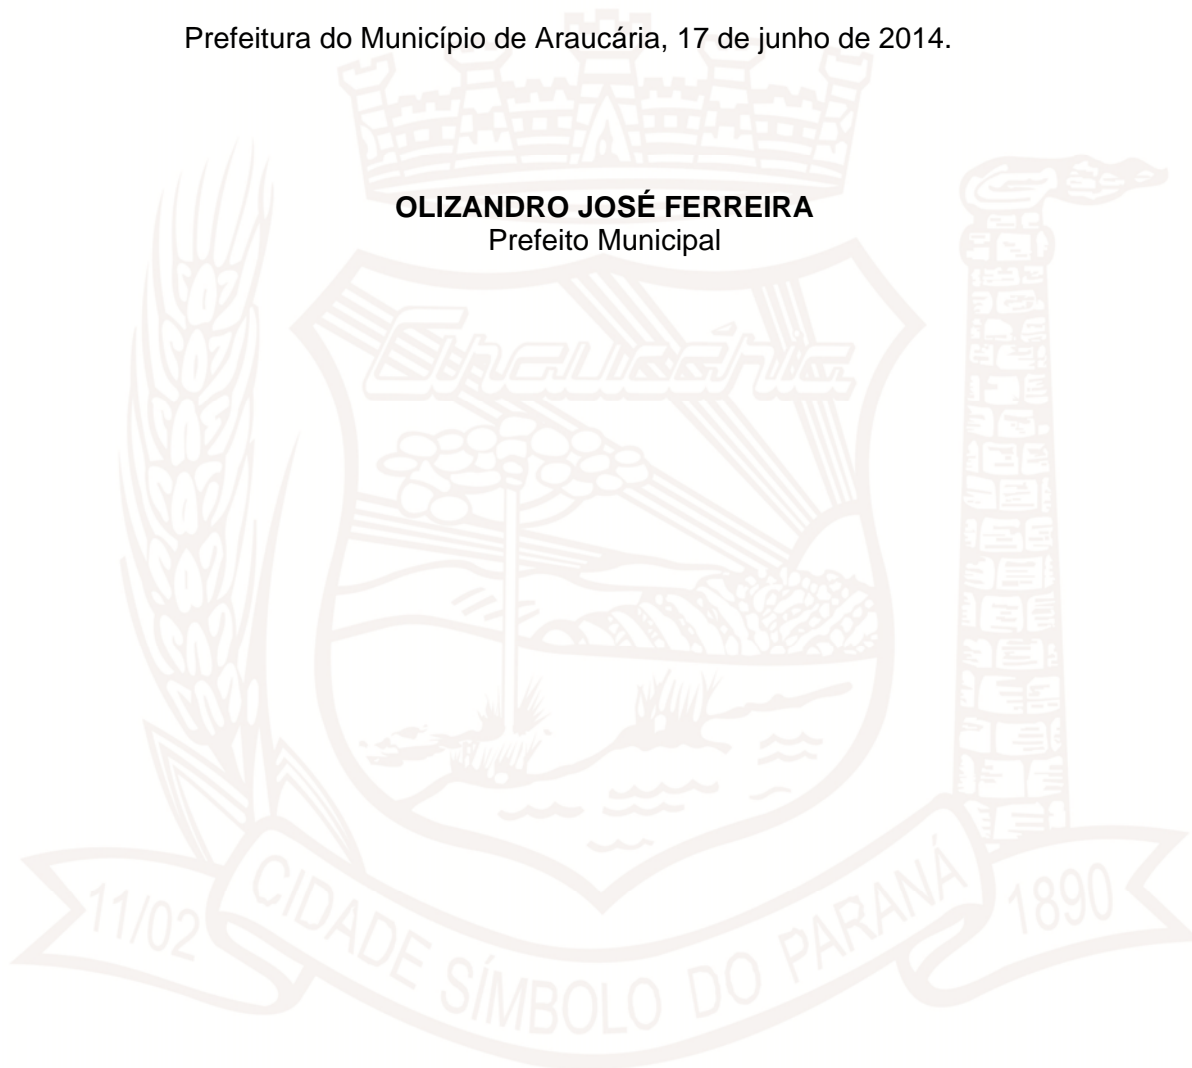 Prefeitura do Município de Araucária, 17 de junho de 2014.
OLIZANDRO JOSÉ FERREIRA
Prefeito Municipal
Araucária
11/02
CIDADE SÍMBOLO DO PARANÁ
1890